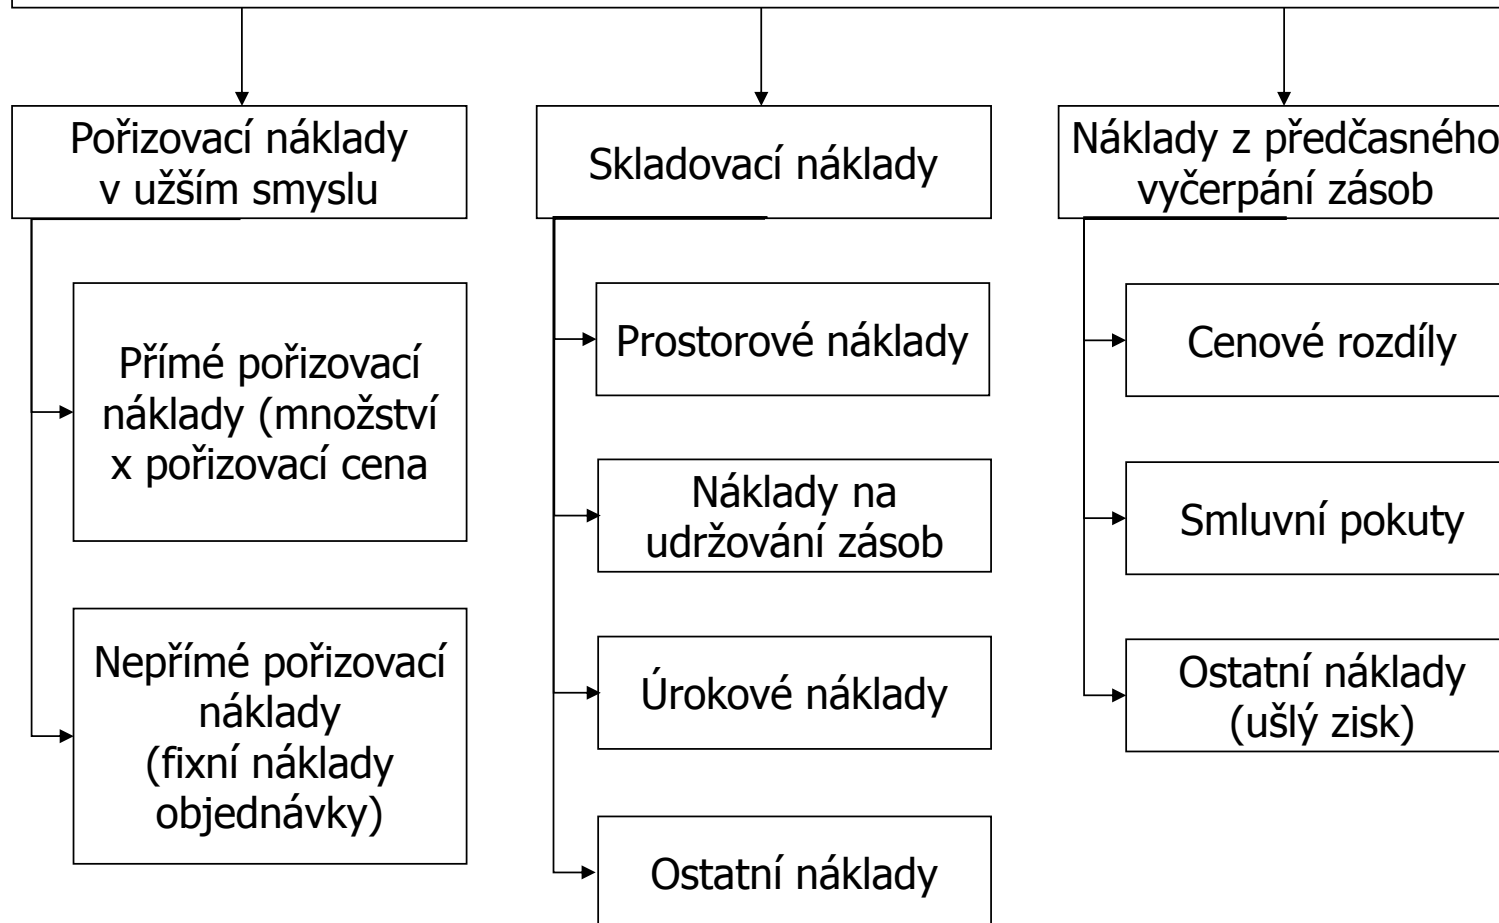 Pořizovací náklady
v užším smyslu
Přímé pořizovací
náklady (množství
x pořizovací cena
Nepřímé pořizovací
náklady
(fixní náklady
objednávky)
Skladovací náklady
Prostorové náklady
Náklady na
udržování zásob
Úrokové náklady
Ostatní náklady
Náklady z předčasného
vyčerpání zásob
Cenové rozdíly
Smluvní pokuty
Ostatní náklady
(ušlý zisk)